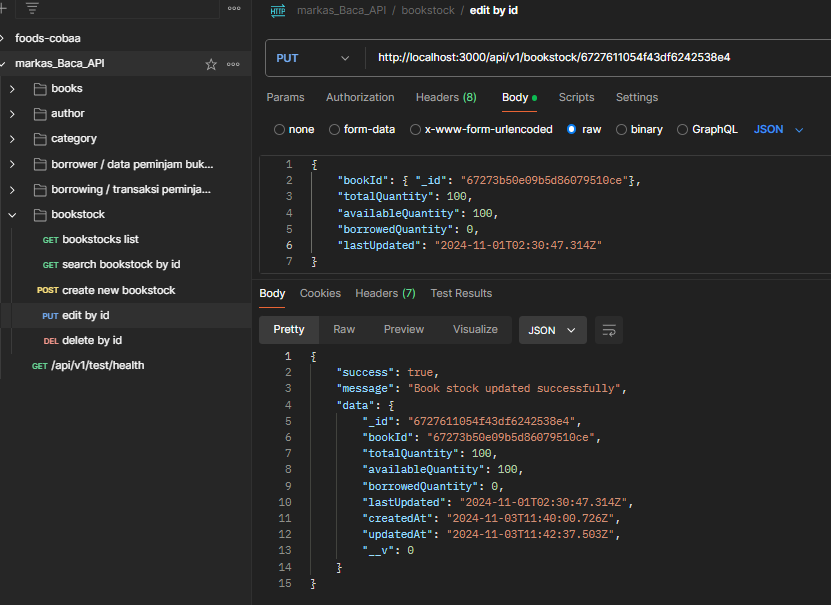 foods-cobaa
markas_Baca_API
books
author
category
borrower / data peminjam buk...
borrowing / transaksi peminja...
bookstock
GET bookstocks list
GET search bookstock by id
POST create new bookstock
PUT edit by id
DEL delete by id
GET /api/v1/test/health
HTTP markas_Baca_API / bookstock / edit by id
PUT http://localhost:3000/api/v1/bookstock/6727611054f43df6242538e4
Params Authorization Headers (8) Body Scripts Settings
none form-data x-www-form-urlencoded raw binary GraphQL JSON
1 {
2 "bookId": { "_id": "67273b50e09b5d86079510ce"},
3 "totalQuantity": 100,
4 "availableQuantity": 100,
5 "borrowedQuantity": 0,
6 "lastUpdated": "2024-11-01T02:30:47.314Z"
7 }
Body Cookies Headers (7) Test Results
Pretty Raw Preview Visualize JSON
1 {
2 "success": true,
3 "message": "Book stock updated successfully",
4 "data": {
5 "_id": "6727611054f43df6242538e4",
6 "bookId": "67273b50e09b5d86079510ce",
7 "totalQuantity": 100,
8 "availableQuantity": 100,
9 "borrowedQuantity": 0,
10 "lastUpdated": "2024-11-01T02:30:47.314Z",
11 "createdAt": "2024-11-03T11:40:00.726Z",
12 "updatedAt": "2024-11-03T11:42:37.503Z",
13 "__v": 0
14 }
15 }